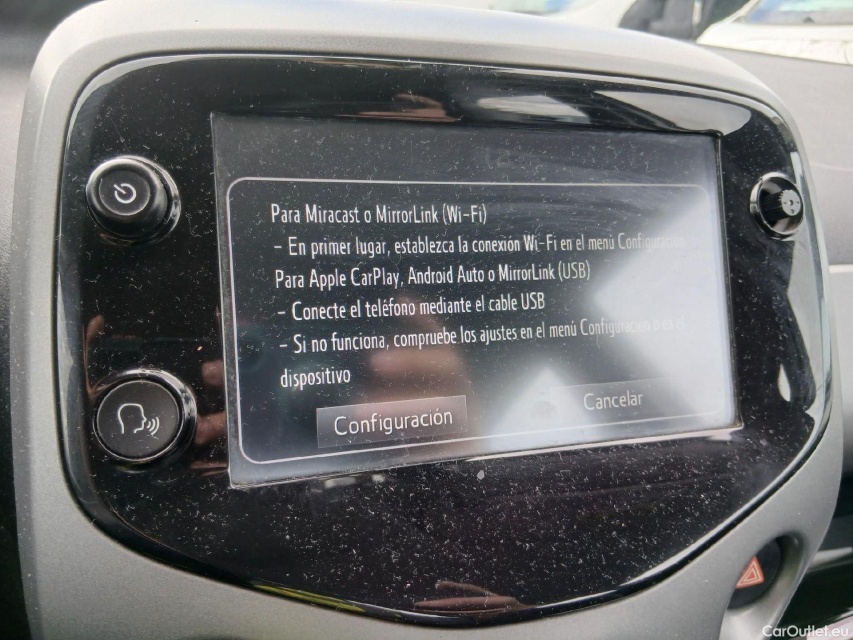 Para Miracast o MirrorLink (Wi-Fi)
- En primer lugar, establezca la conexión Wi-Fi en el menú Configuración
Para Apple CarPlay, Android Auto o MirrorLink (USB)
- Conecte el teléfono mediante el cable USB
- Si no funciona, compruebe los ajustes en el menú Configuración o en el
dispositivo
Configuración
Cancelar
CarOutlet.eu